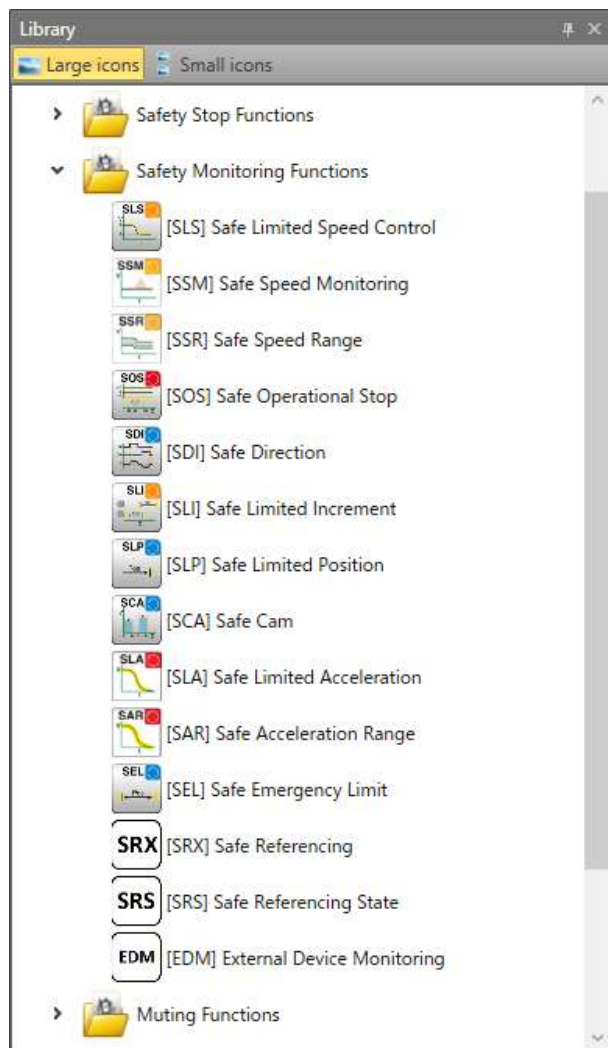 Library
Large icons Small icons
Safety Stop Functions
Safety Monitoring Functions
SLS [SLS] Safe Limited Speed Control
SSM [SSM] Safe Speed Monitoring
SSR [SSR] Safe Speed Range
SOS [SOS] Safe Operational Stop
SDI [SDI] Safe Direction
SLI [SLI] Safe Limited Increment
SLP [SLP] Safe Limited Position
SCA [SCA] Safe Cam
SLA [SLA] Safe Limited Acceleration
SAR [SAR] Safe Acceleration Range
SEL [SEL] Safe Emergency Limit
SRX [SRX] Safe Referencing
SRS [SRS] Safe Referencing State
EDM [EDM] External Device Monitoring
Muting Functions